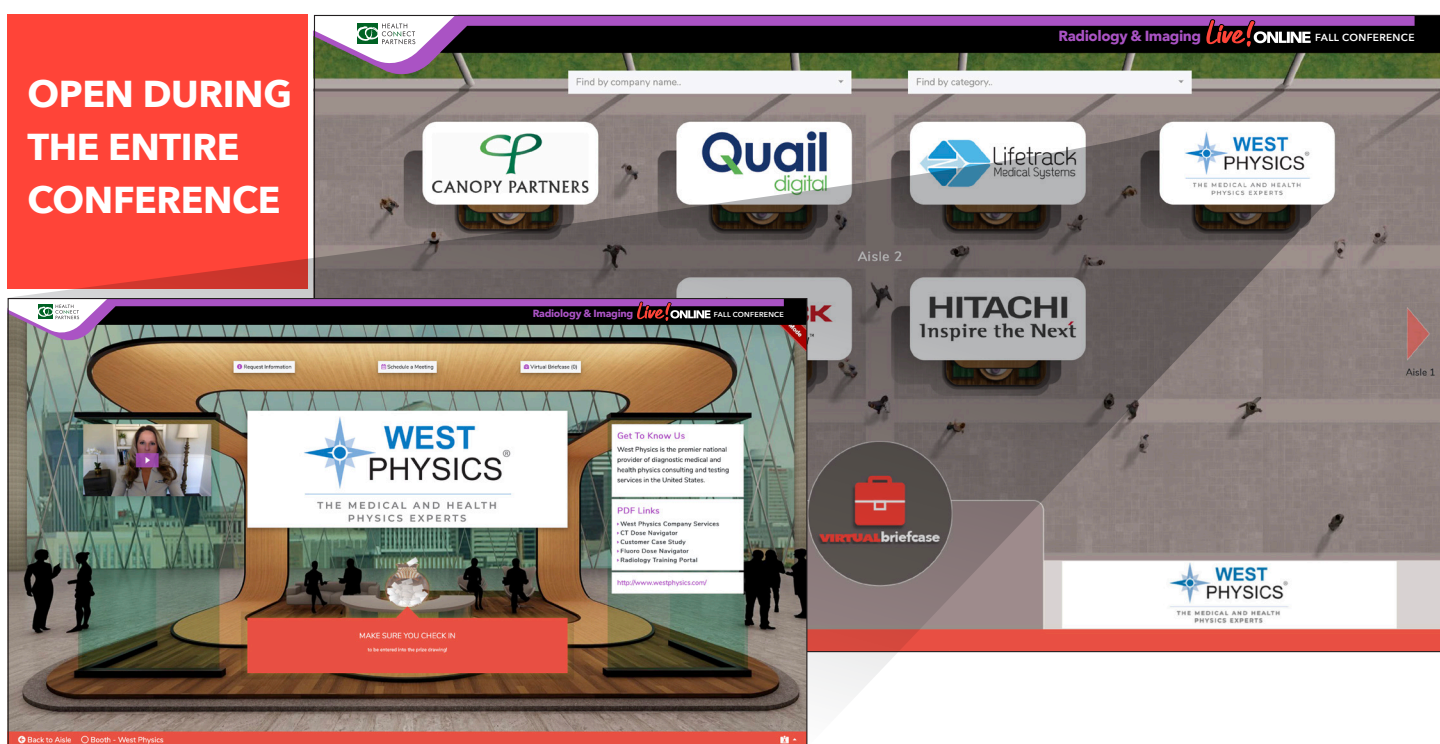 OPEN DURING
THE ENTIRE
CONFERENCE
HEALTH
CONNECT
PARTNERS
Radiology & Imaging Live! ONLINE FALL CONFERENCE
Find by company name..
Find by category..
CANOPY PARTNERS
Quail
digital
Lifetrack
Medical Systems
WEST
PHYSICS®
THE MEDICAL AND HEALTH
PHYSICS EXPERTS
Aisle 2
K
HITACHI
Inspire the Next
Aisle 1
VIRTUALbriefcase
WEST
PHYSICS®
THE MEDICAL AND HEALTH
PHYSICS EXPERTS
HEALTH
CONNECT
PARTNERS
Radiology & Imaging Live! ONLINE FALL CONFERENCE
Request Information
Schedule a Meeting
Virtual Briefcase (0)
WEST
PHYSICS®
THE MEDICAL AND HEALTH
PHYSICS EXPERTS
Get To Know Us
West Physics is the premier national
provider of diagnostic medical and
health physics consulting and testing
services in the United States.
PDF Links
› West Physics Company Services
› CT Dose Navigator
› Customer Case Study
› Fluoro Dose Navigator
› Radiology Training Portal
http://www.westphysics.com/
MAKE SURE YOU CHECK IN
to be entered into the prize drawing!
Back to Aisle
Booth - West Physics